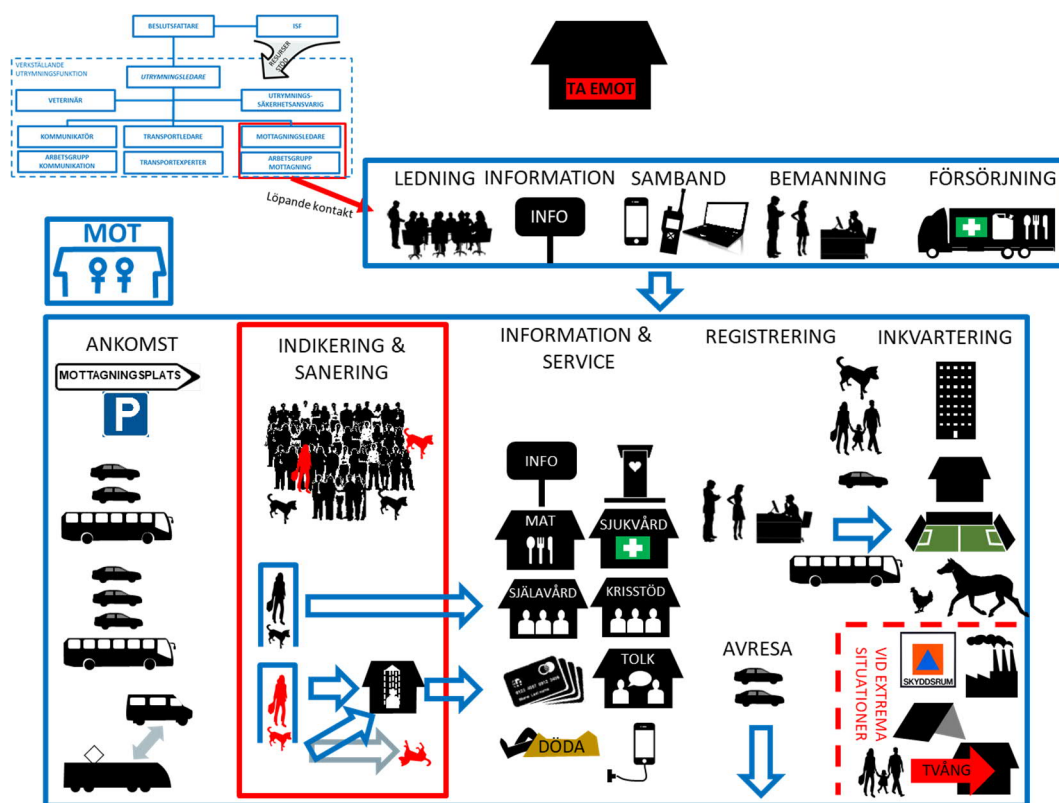 BESLUTSFATTARE
ISF
RESURSER
STÖD
VERKSTÄLLANDE
UTRYMNINGSFUNKTION
UTRYMNINGSLEDARE
VETERINÄR
UTRYMNINGS-
SÄKERHETSANSVARIG
KOMMUNIKATÖR
TRANSPORTLEDARE
MOTTAGNINGSLEDARE
ARBETSGRUPP
KOMMUNIKATION
TRANSPORTEXPERTER
ARBETSGRUPP
MOTTAGNING
TA EMOT
Löpande kontakt
LEDNING
INFORMATION
SAMBAND
BEMANNING
FÖRSÖRJNING
INFO
MOT
ANKOMST
MOTTAGNINGSPLATS
P
INDIKERING &
SANERING
INFORMATION &
SERVICE
REGISTRERING
INKVARTERING
INFO
MAT
SJUKVÅRD
SJÄLAVÅRD
KRISSTÖD
TOLK
DÖDA
AVRESA
VID EXTREMA
SITUATIONER
SKYDDSRUM
TVÅNG